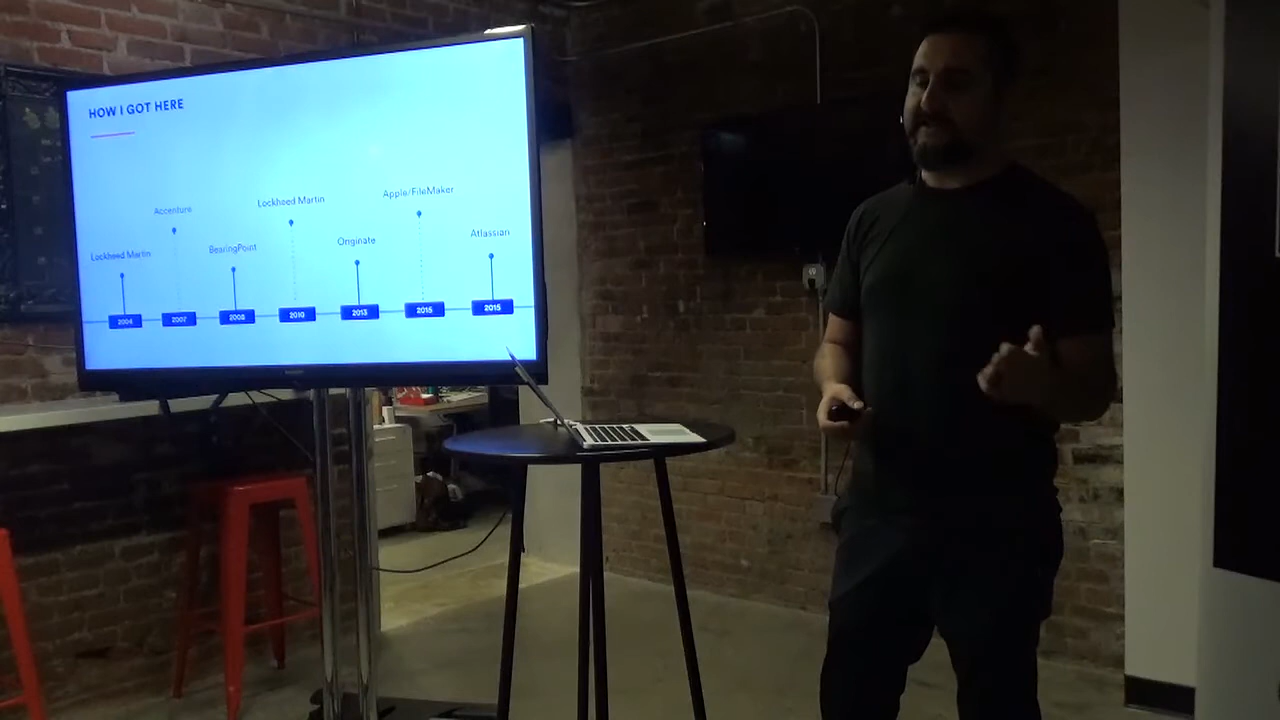 HOW I GOT HERE
Lockheed Martin
Accenture
BearingPoint
Lockheed Martin
Originate
Apple/FileMaker
Atlassian
2004
2007
2008
2010
2013
2015
2015